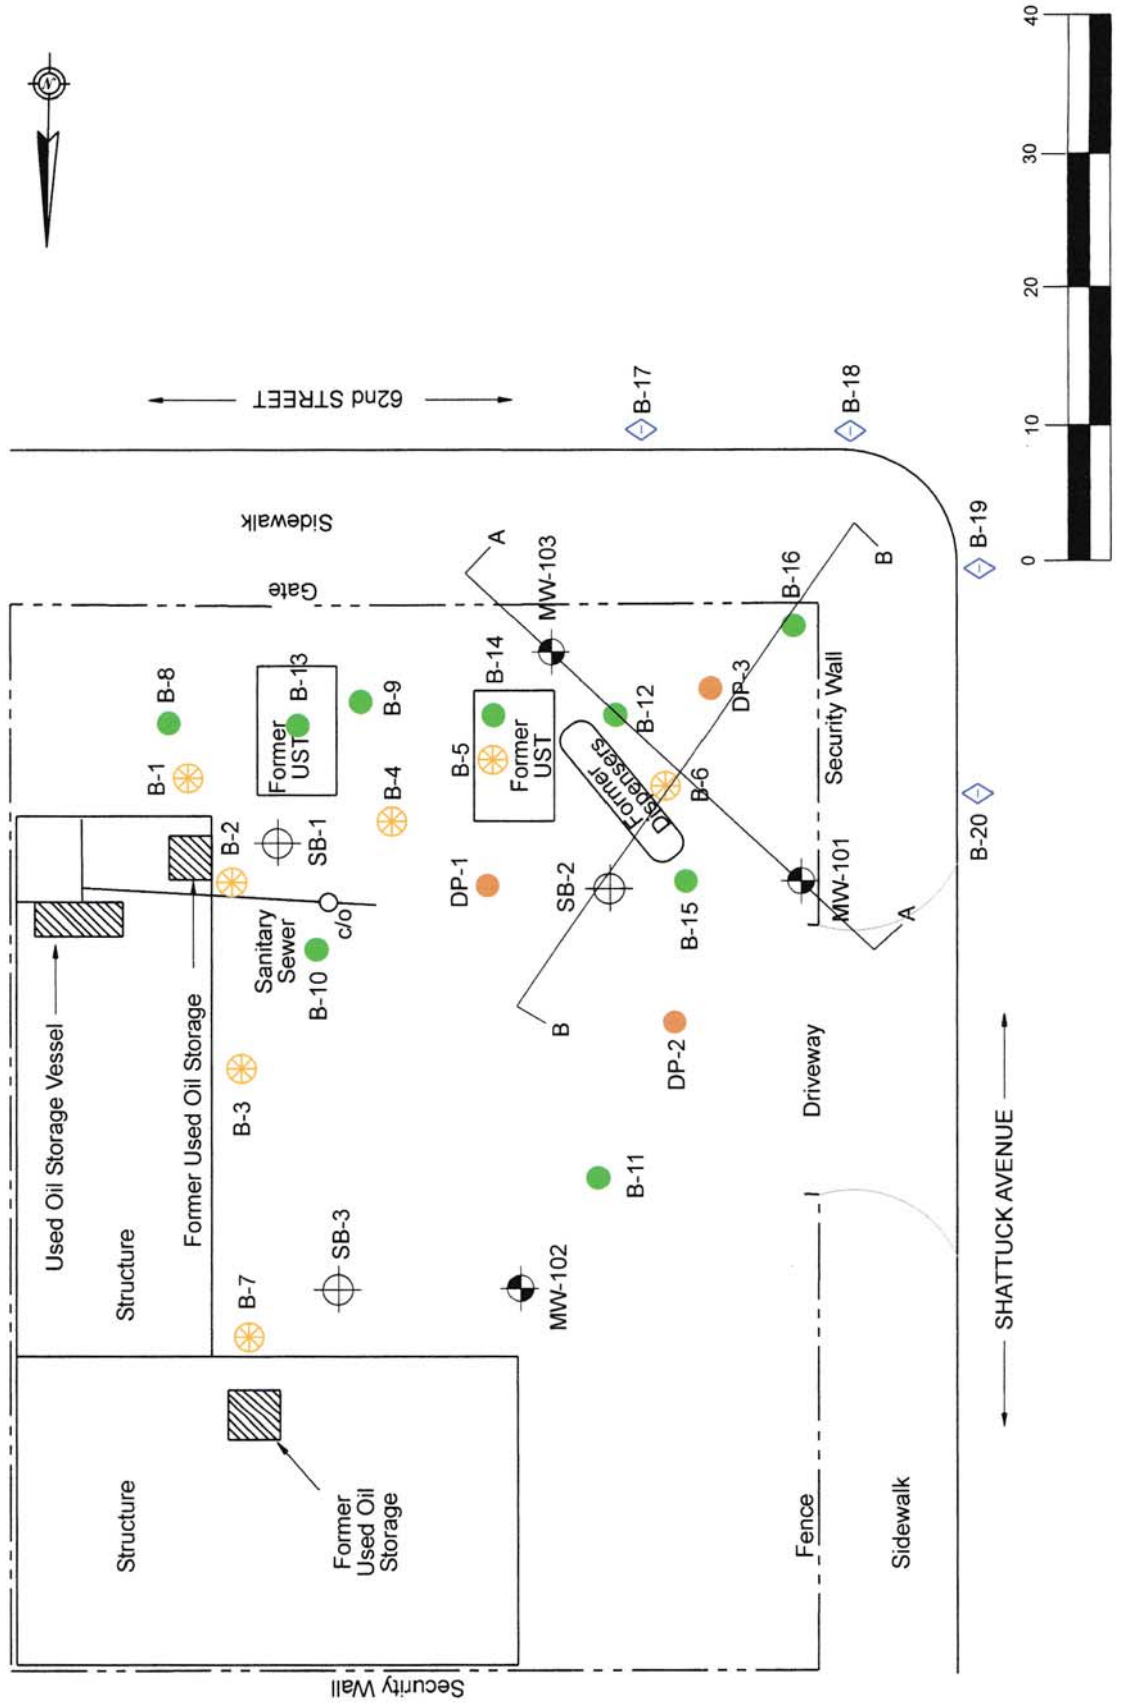 N
40
30
20
10
0
62nd STREET
B-17
B-18
B-19
B-20
Sidewalk
Gate
A
MW-103
B-16
B
B-8
B-13
B-9
B-14
B-12
DP-3
Security Wall
B-1
Former
UST
B-4
B-5
Former
UST
Former
Dispensers
B-6
B-2
SB-1
DP-1
SB-2
B-15
MW-101
A
Sanitary
Sewer
c/o
B-10
B
DP-2
Driveway
Used Oil Storage Vessel
Former Used Oil Storage
B-3
B-11
SHATTUCK AVENUE
Structure
B-7
SB-3
MW-102
Structure
Former
Used Oil
Storage
Fence
Sidewalk
Security Wall